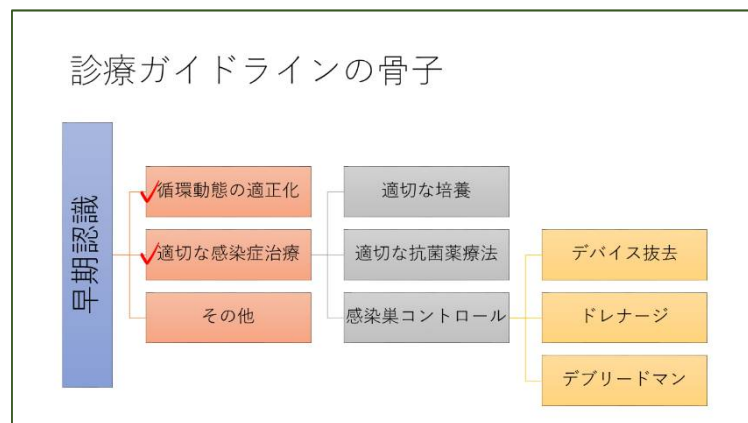 診療ガイドラインの骨子
早期認識
循環動態の適正化
適切な感染症治療
その他
適切な培養
適切な抗菌薬療法
感染巣コントロール
デバイス抜去
ドレナージ
デブリードマン